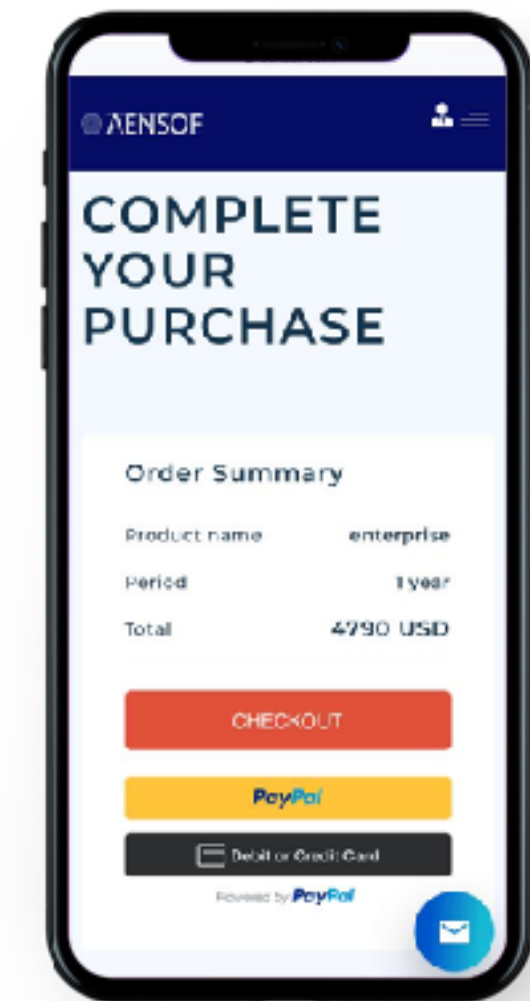 AENSOF
COMPLETE
YOUR
PURCHASE
Order Summary
Product name enterprise
Period 1 year
Total 4790 USD
CHECKOUT
PayPal
Debit or Credit Card
Powered by PayPal